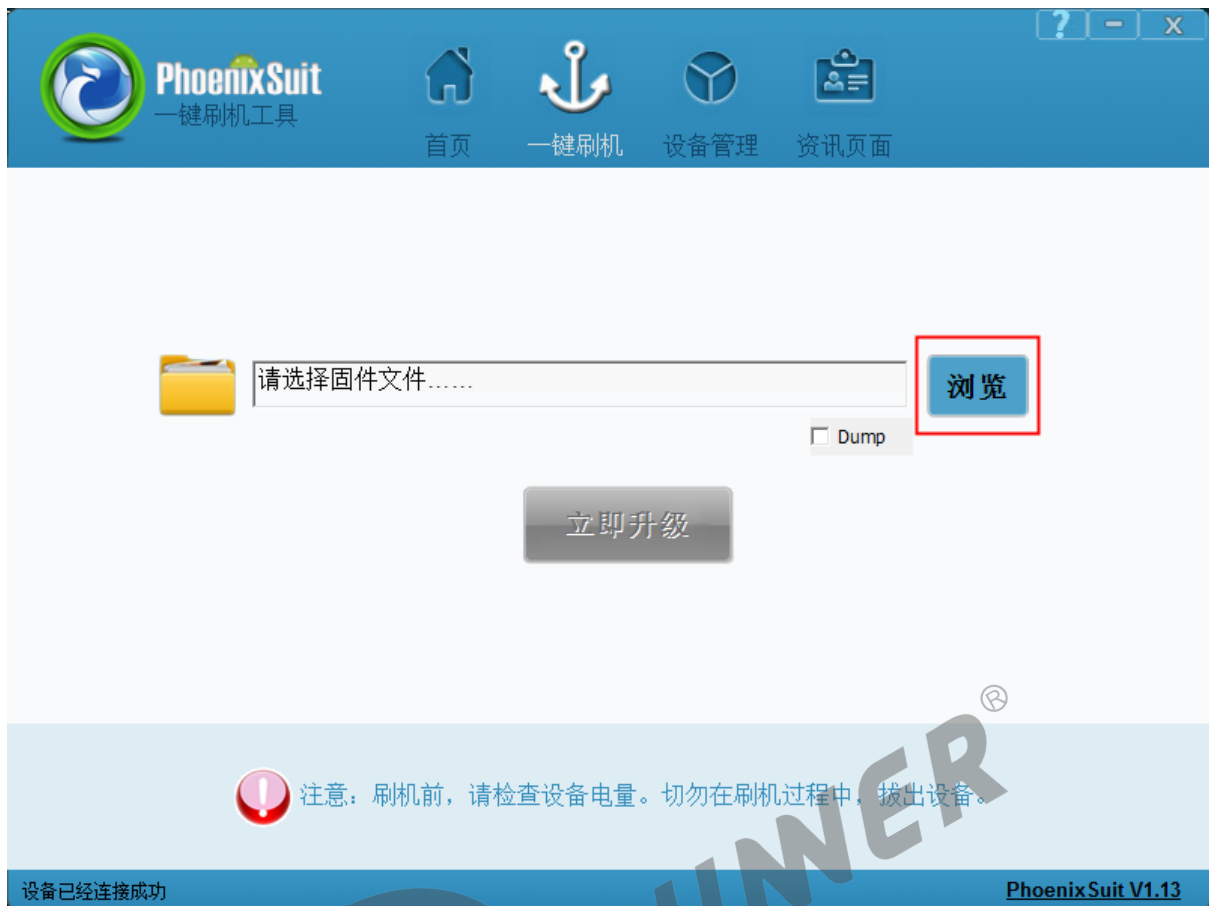 ? - X
PhoenixSuit
一键刷机工具
首页 一键刷机 设备管理 资讯页面
请选择固件文件…… 浏览
Dump
立即升级
®
注意：刷机前，请检查设备电量。切勿在刷机过程中，拔出设备。
UNNER
设备已经连接成功 PhoenixSuit V1.13